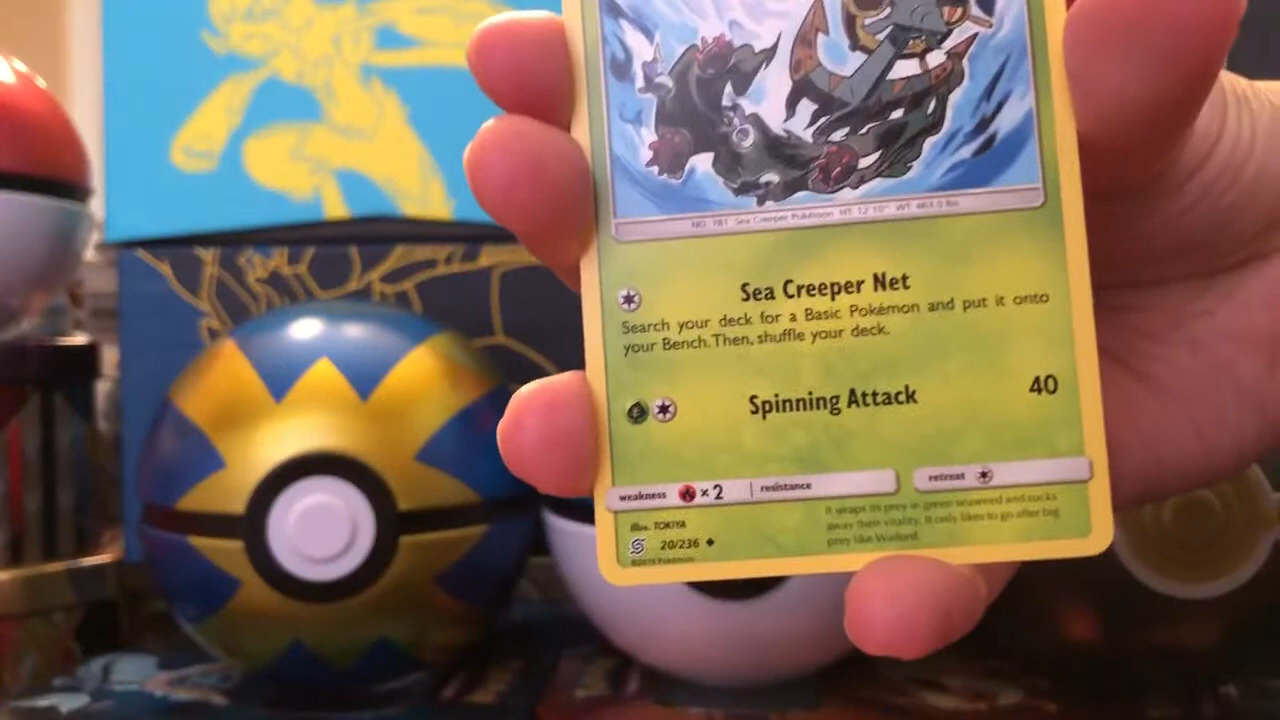 NO. 781 Sea Creeper Pokémon HT: 12'10" WT: 463.0 lbs.
Sea Creeper Net
Search your deck for a Basic Pokémon and put it onto
your Bench. Then, shuffle your deck.
Spinning Attack 40
weakness ×2 resistance retreat
It wraps its prey in green seaweed and sucks
away their vitality. It only likes to go after big
prey like Wailord.
Illus. TOKIYA
20/236
©2019 Pokémon